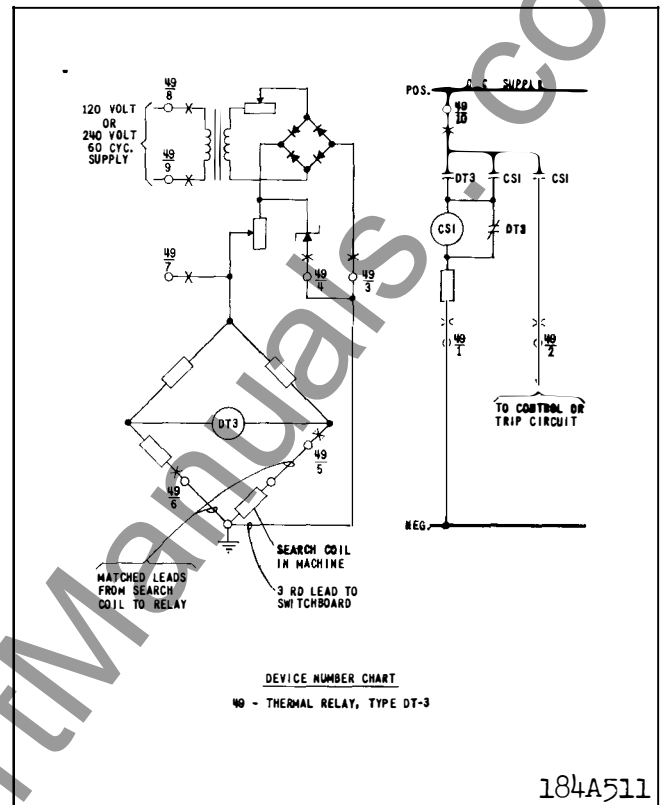 49
8
120 VOLT
OR
240 VOLT
60 CYC.
SUPPLY
49
9
49
7
49
4
49
3
DT3
49
5
49
6
SEARCH COIL
IN MACHINE
MATCHED LEADS
FROM SEARCH
COIL TO RELAY
3 RD LEAD TO
SWITCHBOARD
POS.
SUPPLY
49
10
DT3
CSI
CSI
CSI
DT3
49
1
49
2
TO CONTROL OR
TRIP CIRCUIT
NEG.
DEVICE NUMBER CHART
49 - THERMAL RELAY, TYPE DT-3
184A511
tManuals.co